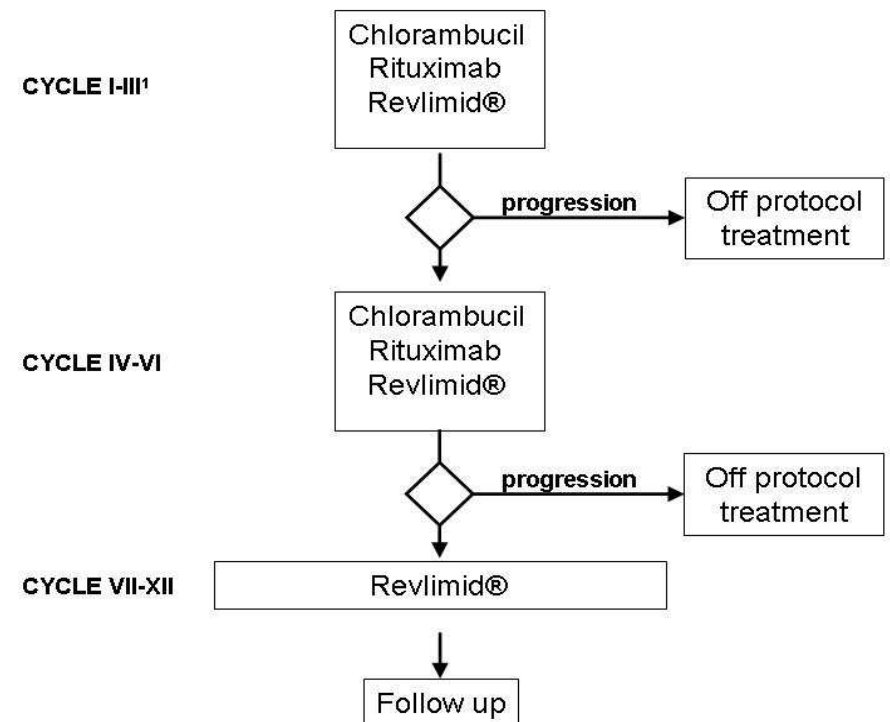 Chlorambucil
Rituximab
Revlimid®
CYCLE I-III¹
progression
Off protocol
treatment
Chlorambucil
Rituximab
Revlimid®
CYCLE IV-VI
progression
Off protocol
treatment
CYCLE VII-XII
Revlimid®
Follow up